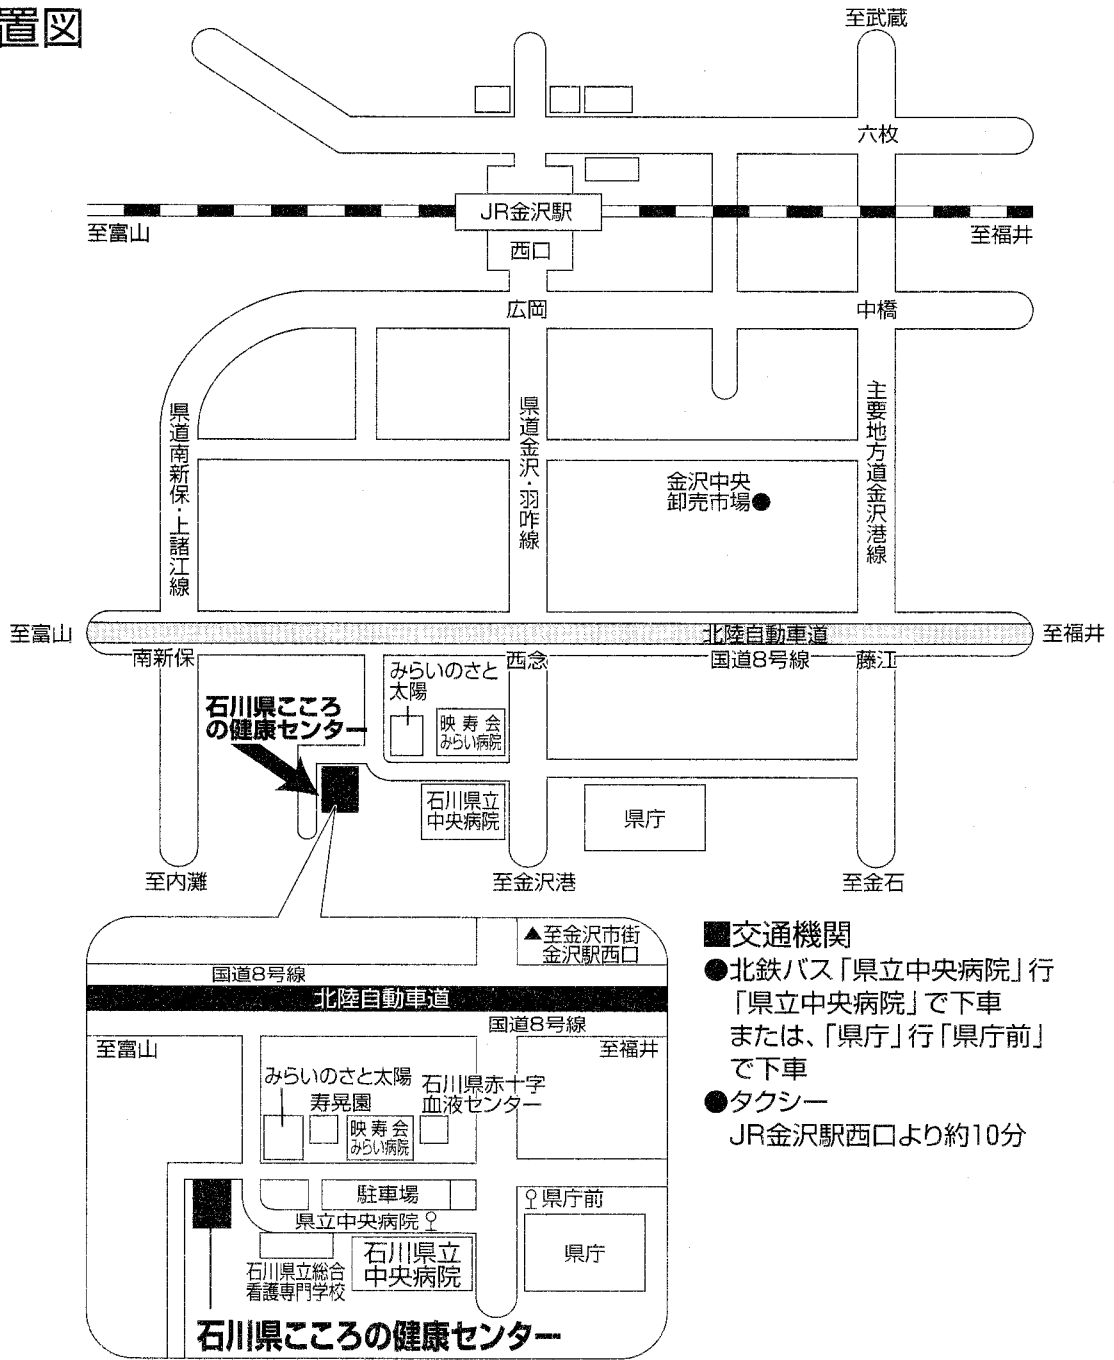 置図
至武蔵
六枚
JR金沢駅
至富山
至福井
西口
広岡
中橋
県道南新保・上諸江線
県道金沢・羽咋線
主要地方道金沢港線
金沢中央
卸売市場●
至富山
北陸自動車道
至福井
南新保
西念
国道8号線
藤江
みらいのさと
太陽
石川県こころ
の健康センター
映寿会
みらい病院
石川県立
中央病院
県庁
至内灘
至金沢港
至金石
▲至金沢市街
金沢駅西口
国道8号線
北陸自動車道
国道8号線
至富山
至福井
みらいのさと太陽
寿晃園
石川県赤十字
血液センター
映寿会
みらい病院
駐車場
県庁前
県立中央病院
石川県立
中央病院
県庁
石川県立総合
看護専門学校
石川県こころの健康センター
■交通機関
●北鉄バス「県立中央病院」行
「県立中央病院」で下車
または、「県庁」行「県庁前」
で下車
●タクシー
JR金沢駅西口より約10分